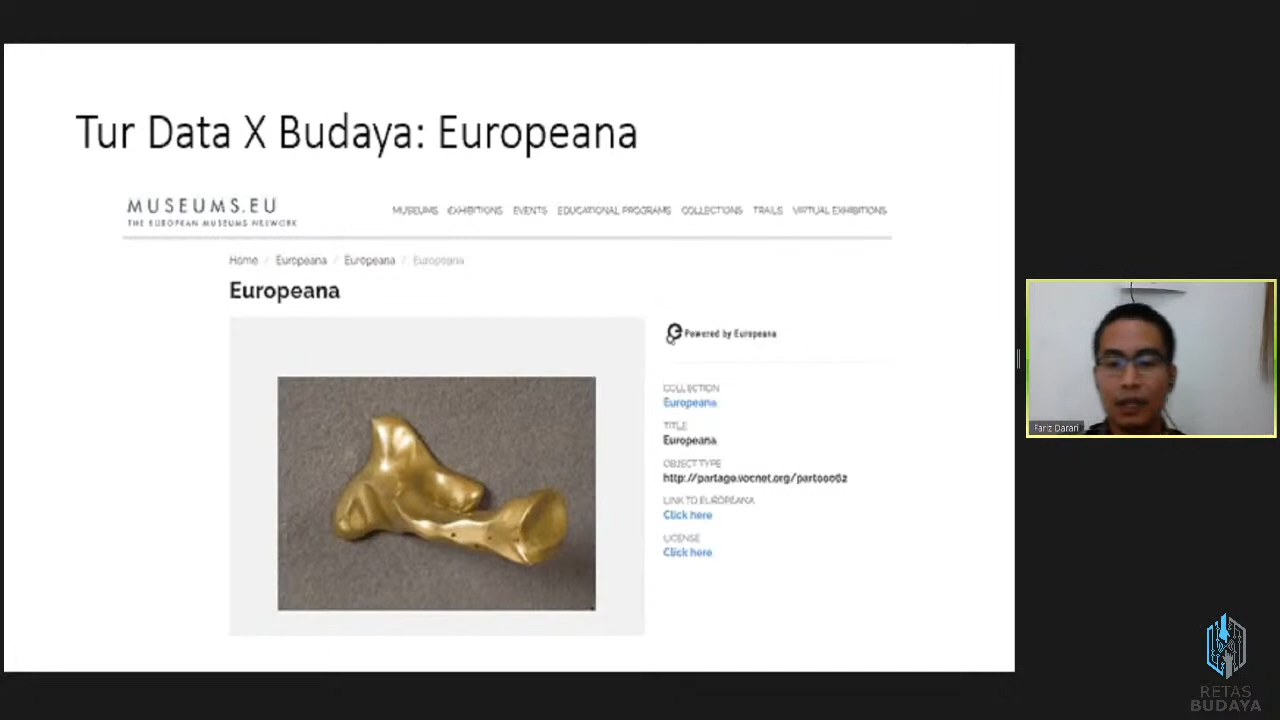 Tur Data X Budaya: Europeana
MUSEUMS.EU
THE EUROPEAN MUSEUMS NETWORK
MUSEUMS EXHIBITIONS EVENTS EDUCATIONAL PROGRAMS COLLECTIONS TRAILS VIRTUAL EXHIBITIONS
Home / Europeana / Europeana / Europeana
Europeana
Powered by Europeana
COLLECTION
Europeana
TITLE
Europeana
OBJECT TYPE
http://partage.vocnet.org/part00062
LINK TO EUROPEANA
Click here
LICENSE
Click here
Fariz Darari
RETAS
BUDAYA